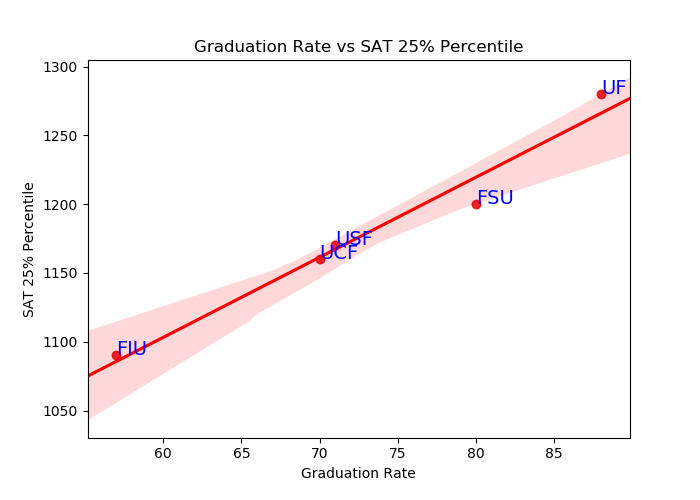 Graduation Rate vs SAT 25% Percentile
1300
1250
1200
1150
1100
1050
SAT 25% Percentile
UF
FSU
USF
UCF
FIU
60 65 70 75 80 85
Graduation Rate